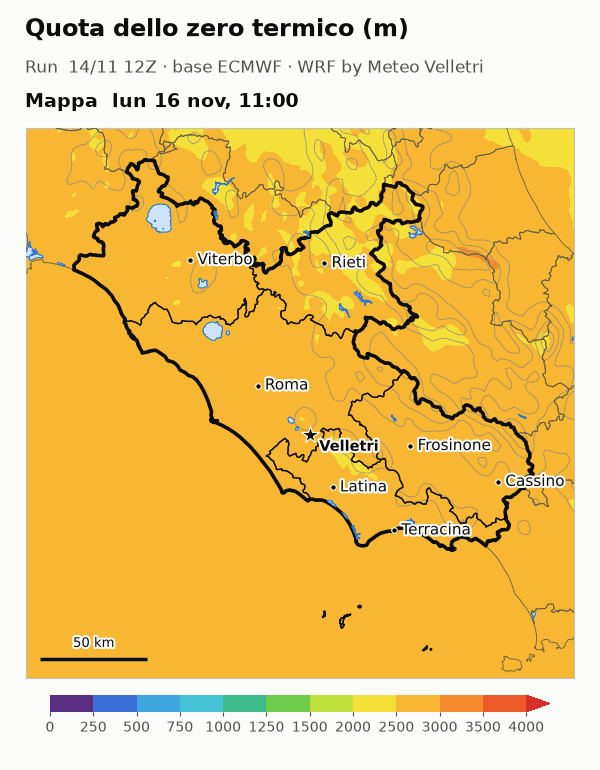 Quota dello zero termico (m)
Run  14/11 12Z · base ECMWF · WRF by Meteo Velletri
Mappa  lun 16 nov, 11:00
Viterbo
Rieti
Roma
Velletri
Frosinone
Cassino
Latina
Terracina
50 km
0 250 500 750 1000 1250 1500 2000 2500 3000 3500 4000